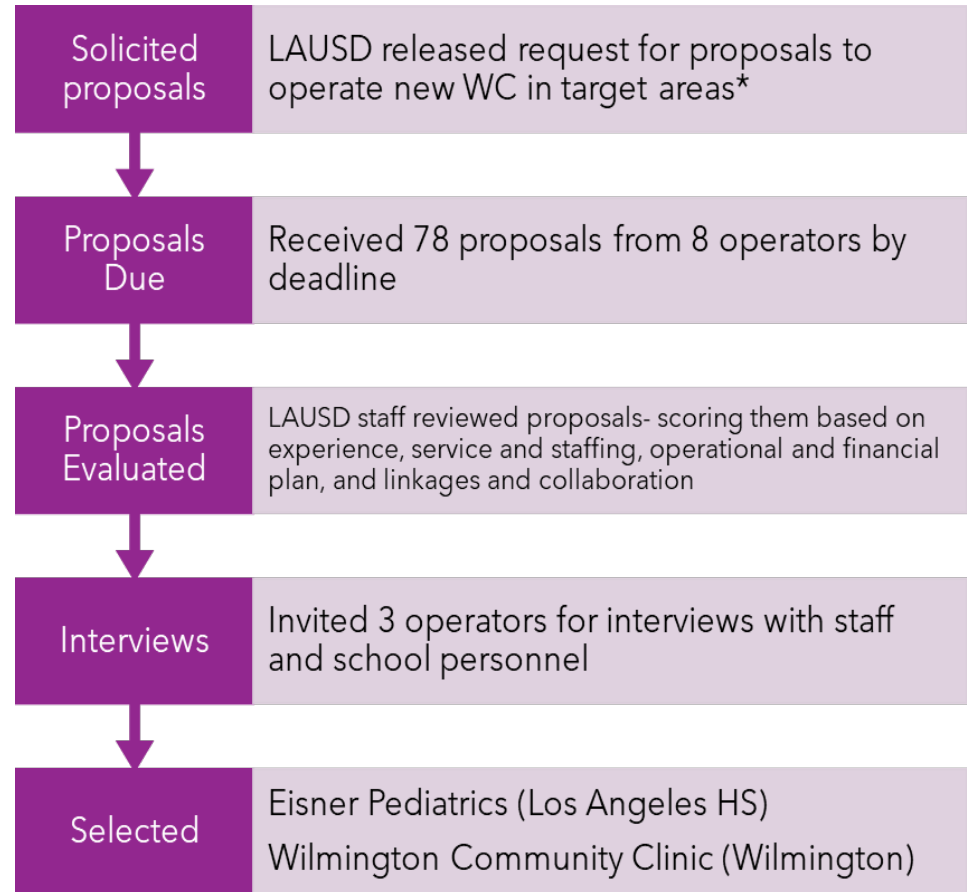 Solicited
proposals
LAUSD released request for proposals to
operate new WC in target areas*
Proposals
Due
Received 78 proposals from 8 operators by
deadline
Proposals
Evaluated
LAUSD staff reviewed proposals- scoring them based on
experience, service and staffing, operational and financial
plan, and linkages and collaboration
Interviews
Invited 3 operators for interviews with staff
and school personnel
Selected
Eisner Pediatrics (Los Angeles HS)
Wilmington Community Clinic (Wilmington)